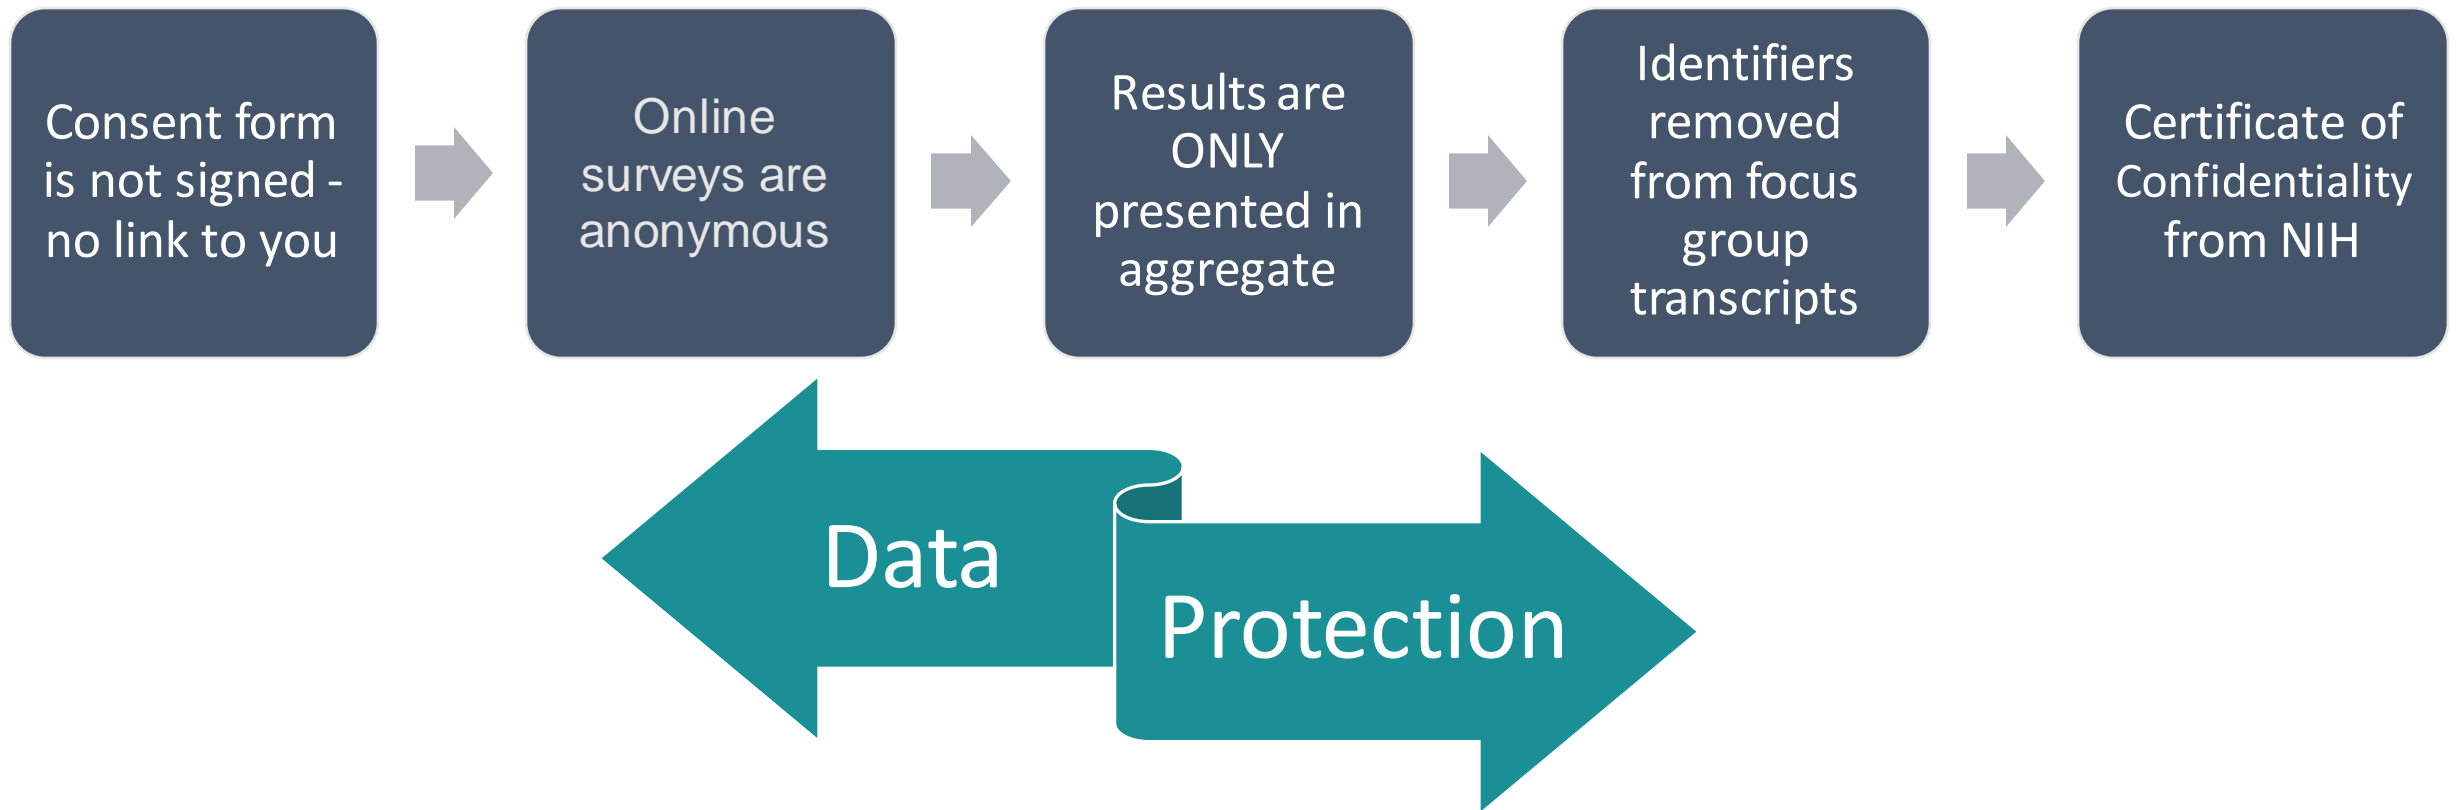 Consent form
is not signed -
no link to you
Online
surveys are
anonymous
Results are
ONLY
presented in
aggregate
Identifiers
removed
from focus
group
transcripts
Certificate of
Confidentiality
from NIH
Data
Protection